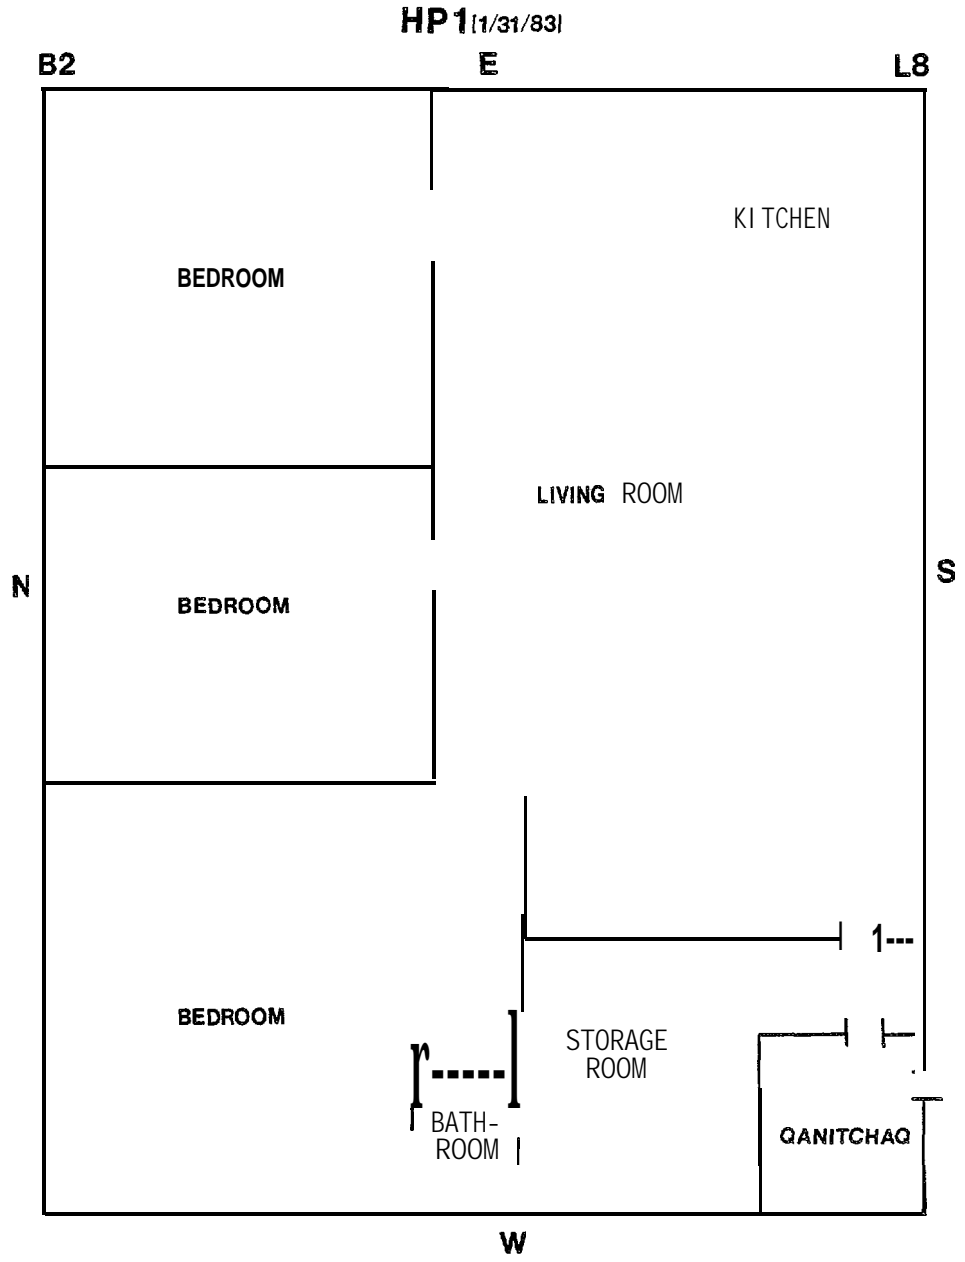 HP1 [1/31/83]
B2 E L8
KITCHEN
BEDROOM
LIVING ROOM
N S
BEDROOM
1---
BEDROOM
STORAGE
ROOM
BATH-
ROOM
QANITCHAQ
W